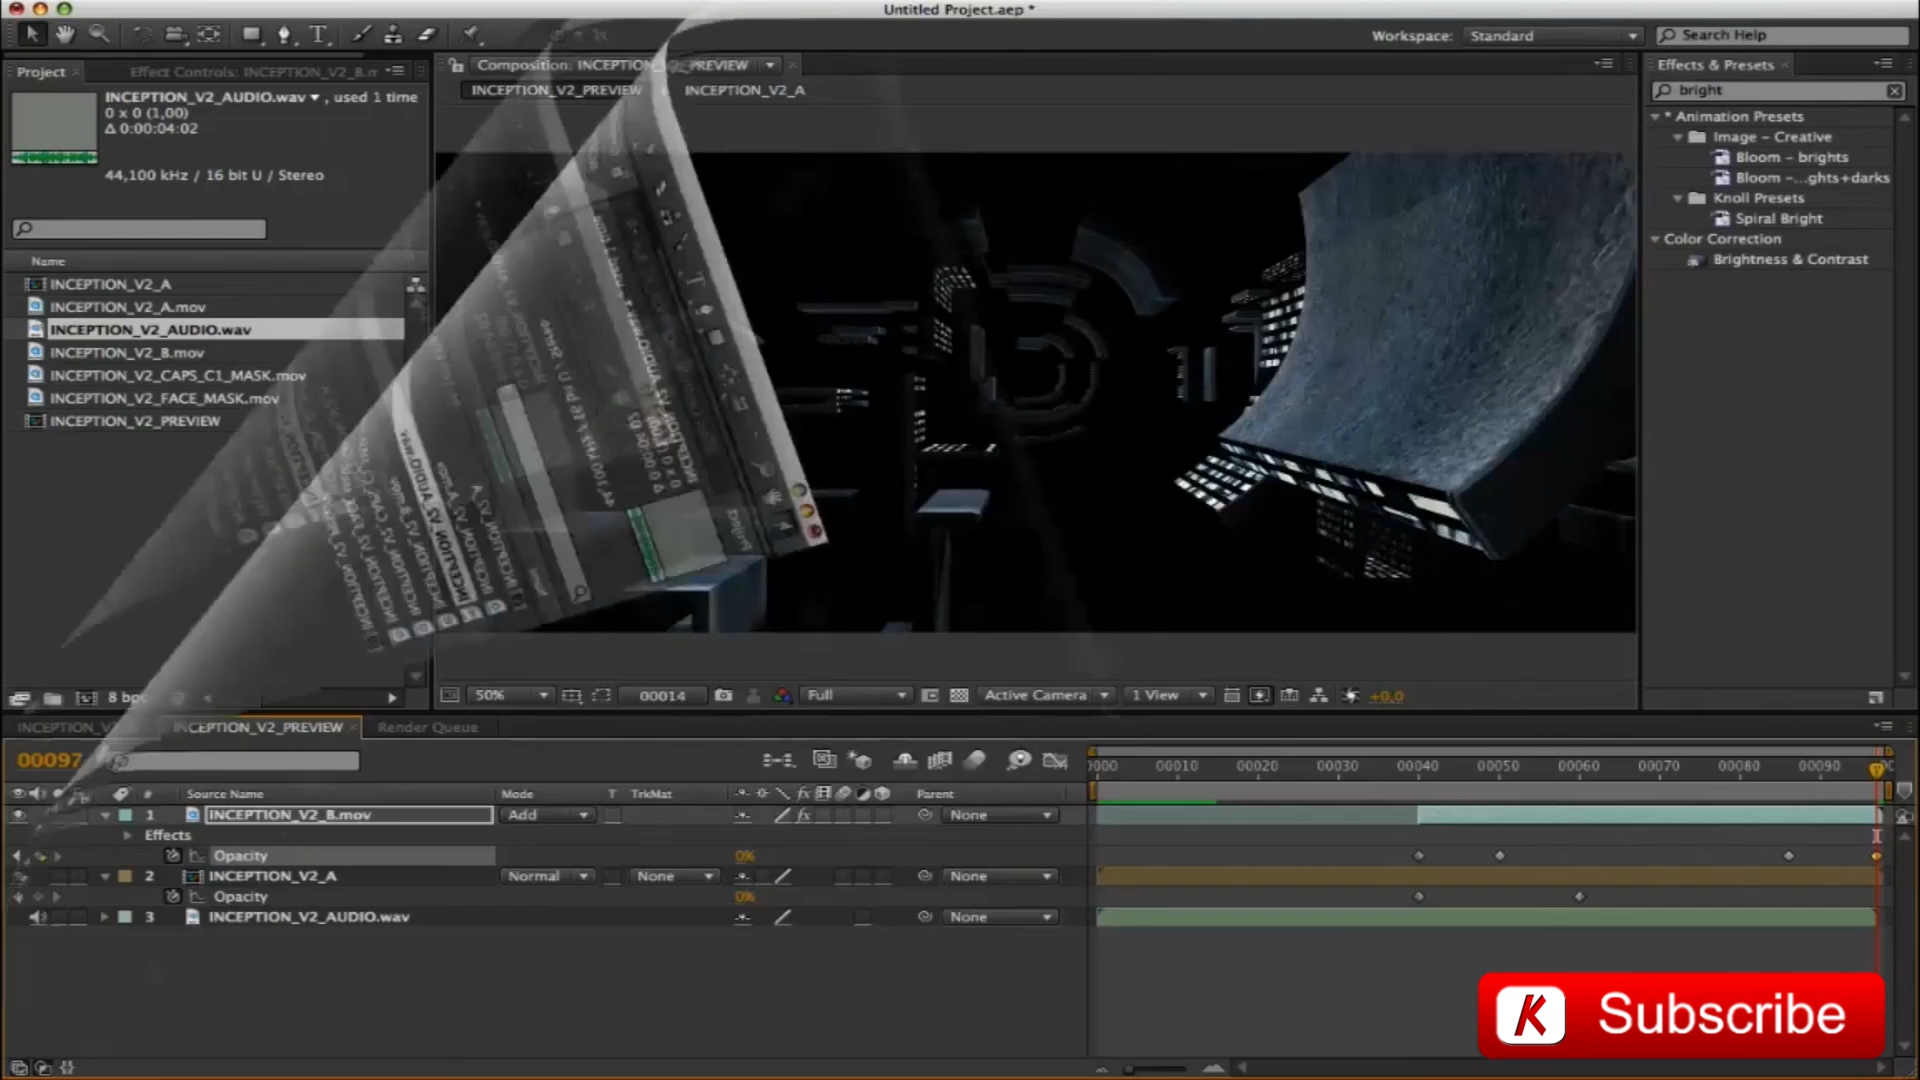 Untitled Project.aep *
Workspace: Standard
Search Help
Project
Effect Controls: INCEPTION_V2_B.m
Composition: INCEPTION_V2_PREVIEW
Effects & Presets
INCEPTION_V2_AUDIO.wav , used 1 time
0 x 0 (1,00)
Δ 0:00:04:02
44,100 kHz / 16 bit U / Stereo
INCEPTION_V2_PREVIEW
INCEPTION_V2_A
bright
* Animation Presets
Image – Creative
Bloom – brights
Bloom –...ghts+darks
Knoll Presets
Spiral Bright
Color Correction
Brightness & Contrast
Name
INCEPTION_V2_A
INCEPTION_V2_A.mov
INCEPTION_V2_AUDIO.wav
INCEPTION_V2_B.mov
INCEPTION_V2_CAPS_C1_MASK.mov
INCEPTION_V2_FACE_MASK.mov
INCEPTION_V2_PREVIEW
8 bpc
50%
00014
Full
Active Camera
1 View
+0,0
INCEPTION_V2_PREVIEW
Render Queue
00097
0000 00010 00020 00030 00040 00050 00060 00070 00080 00090
# Source Name Mode T TrkMat Parent
1 INCEPTION_V2_B.mov Add None
Effects
Opacity 0%
2 INCEPTION_V2_A Normal None None
Opacity 0%
3 INCEPTION_V2_AUDIO.wav None
K Subscribe